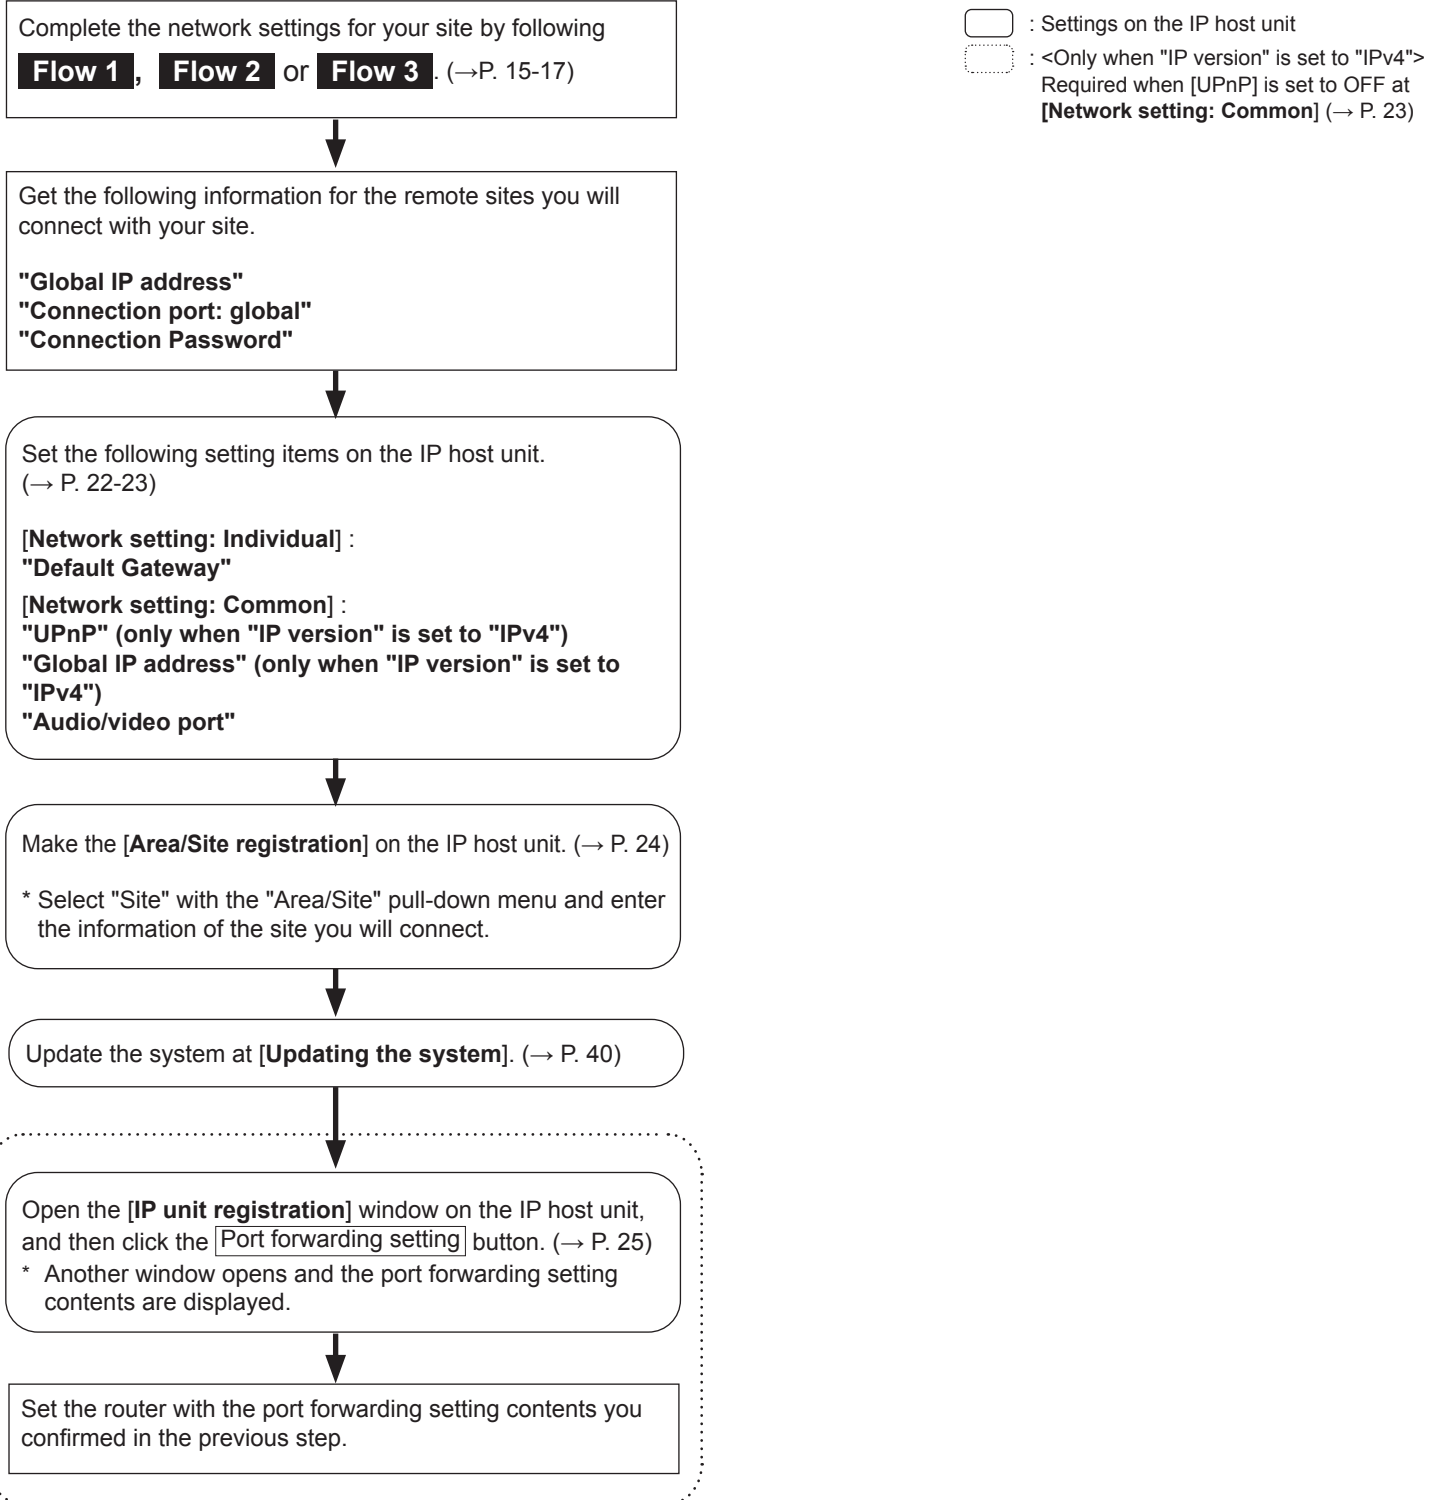 Complete the network settings for your site by following
Flow 1 , Flow 2 or Flow 3 . (→P. 15-17)
Get the following information for the remote sites you will
connect with your site.
"Global IP address"
"Connection port: global"
"Connection Password"
Set the following setting items on the IP host unit.
(→ P. 22-23)
[Network setting: Individual] :
"Default Gateway"
[Network setting: Common] :
"UPnP" (only when "IP version" is set to "IPv4")
"Global IP address" (only when "IP version" is set to
"IPv4")
"Audio/video port"
Make the [Area/Site registration] on the IP host unit. (→ P. 24)
* Select "Site" with the "Area/Site" pull-down menu and enter
the information of the site you will connect.
Update the system at [Updating the system]. (→ P. 40)
Open the [IP unit registration] window on the IP host unit,
and then click the Port forwarding setting button. (→ P. 25)
* Another window opens and the port forwarding setting
contents are displayed.
Set the router with the port forwarding setting contents you
confirmed in the previous step.
: Settings on the IP host unit
: <Only when "IP version" is set to "IPv4">
Required when [UPnP] is set to OFF at
[Network setting: Common] (→ P. 23)